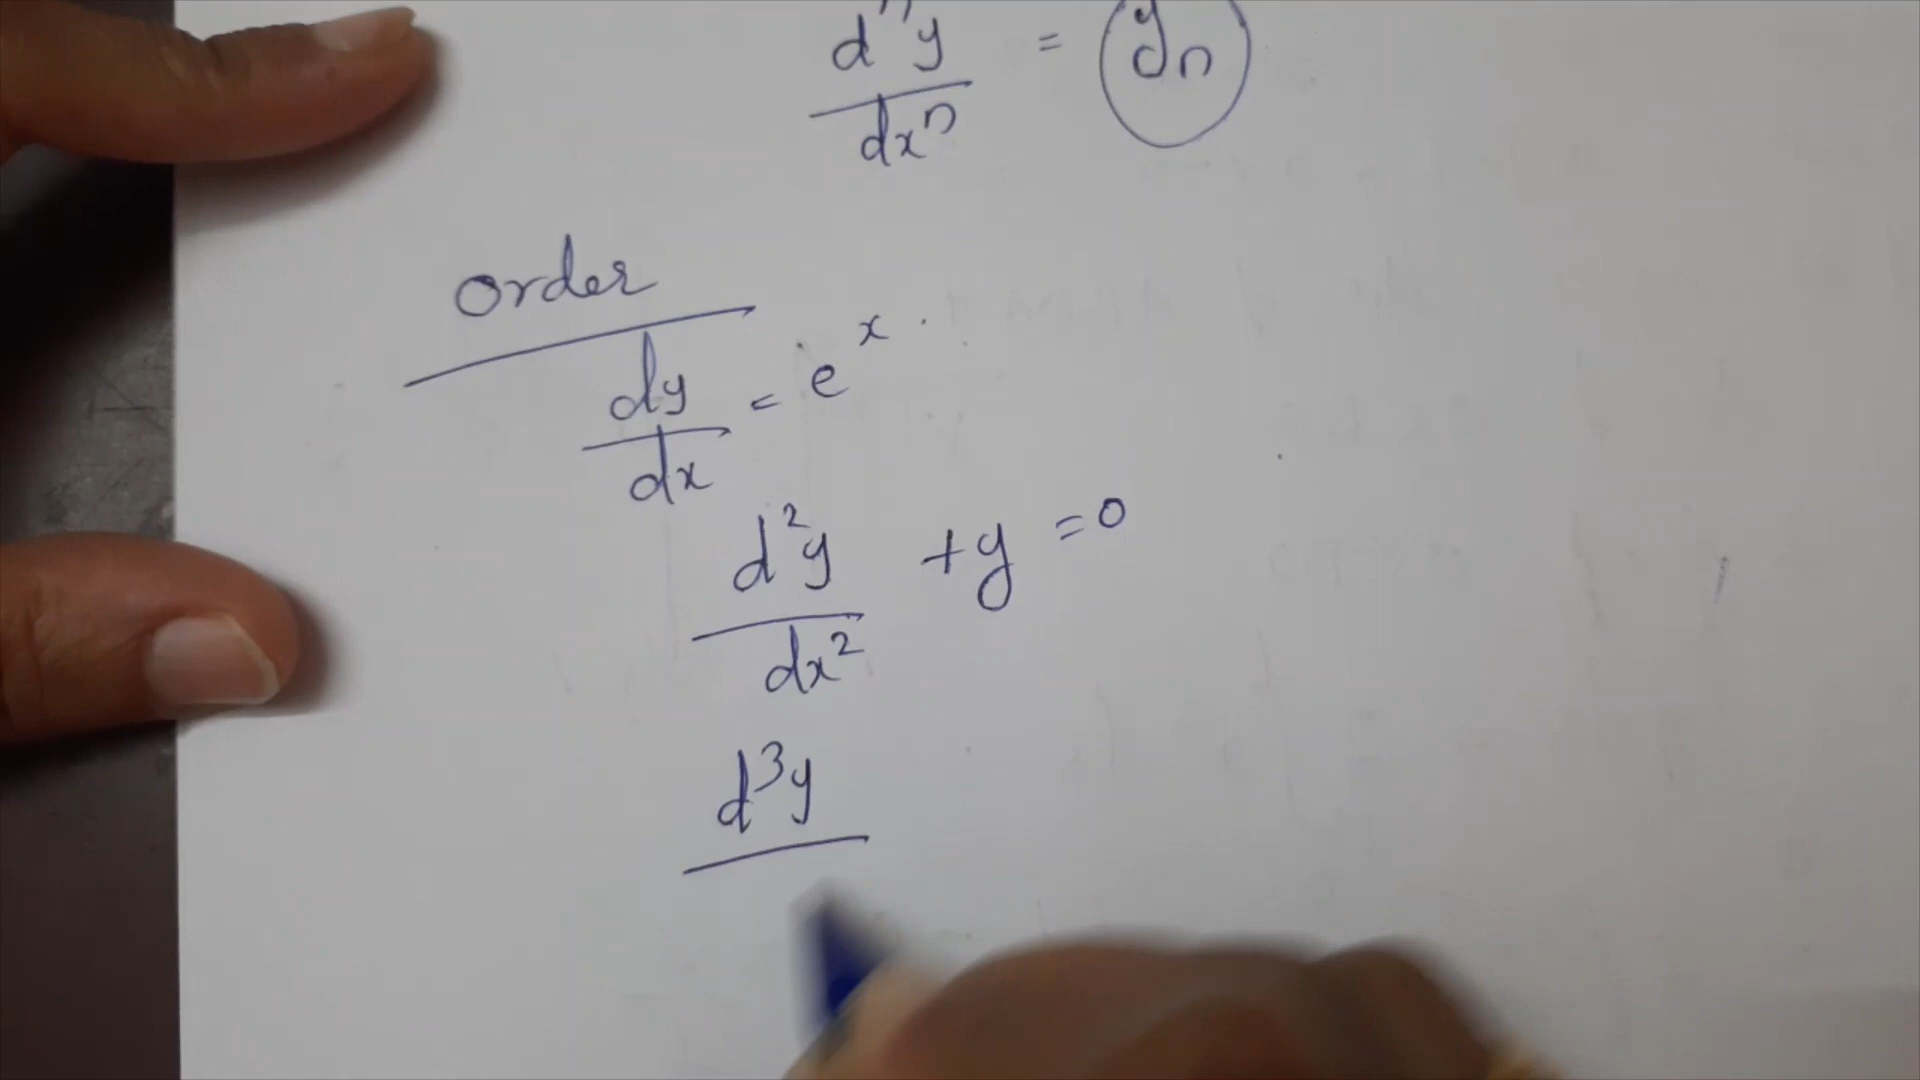 dⁿy/dxⁿ = yₙ
order
dy/dx = eˣ .
d²y/dx² + y = 0
d³y